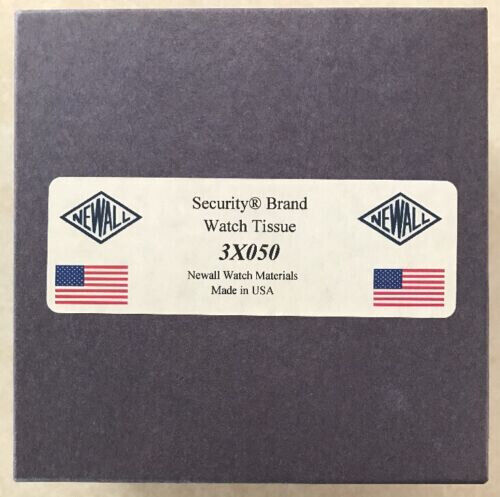 Security® Brand
Watch Tissue
3X050
Newall Watch Materials
Made in USA
NEWALL
NEWALL